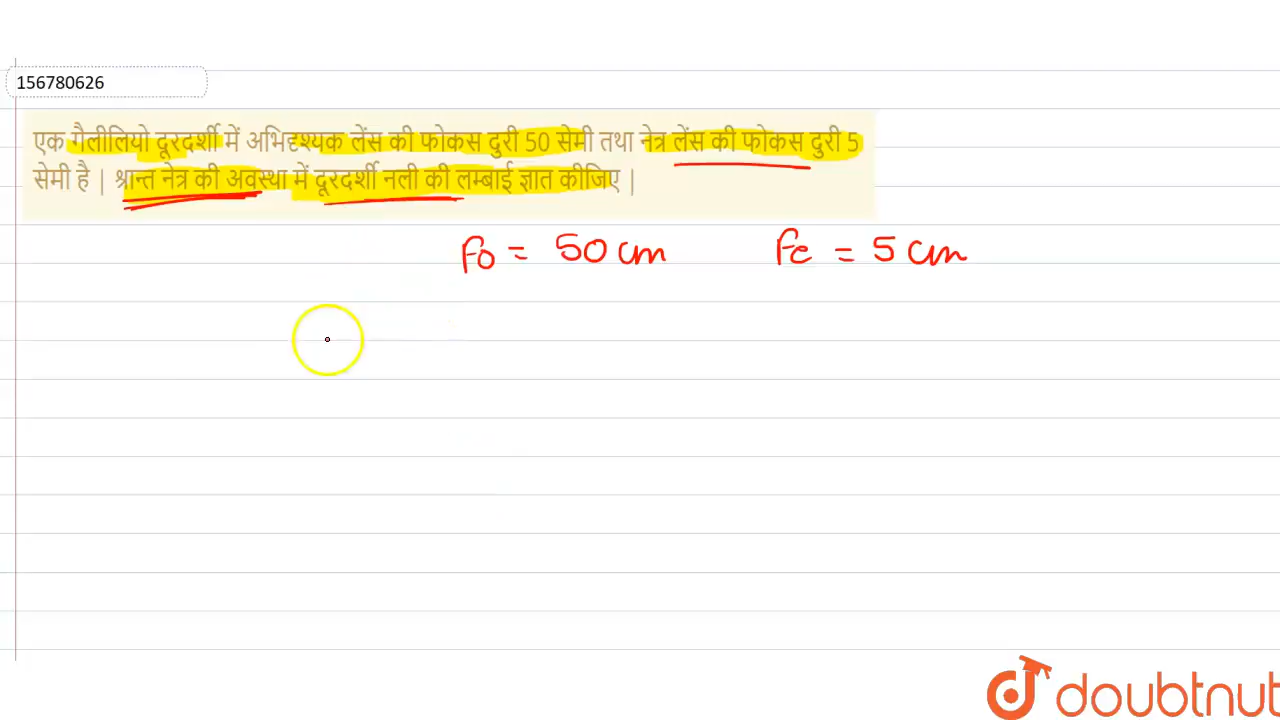 156780626
एक गैलीलियो दूरदर्शी में अभिदृश्यक लेंस की फोकस दुरी 50 सेमी तथा नेत्र लेंस की फोकस दुरी 5
सेमी है | श्रान्त नेत्र की अवस्था में दूरदर्शी नली की लम्बाई ज्ञात कीजिए |
Fo = 50 cm Fe = 5 cm
doubtnut